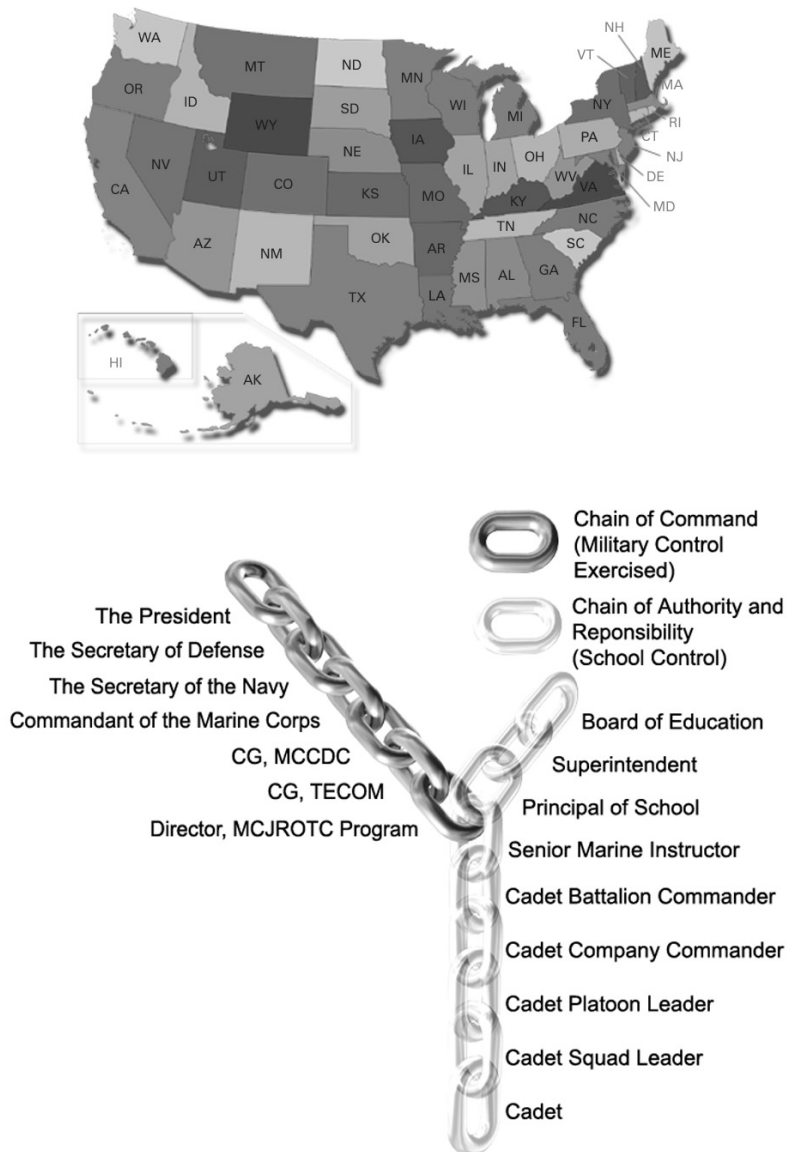 WA
MT
ND
MN
OR
ID
SD
WI
MI
NH
VT
ME
MA
NY
RI
CT
WY
IA
NE
PA
NJ
NV
UT
CO
IL
IN
OH
DE
CA
KS
MO
WV
VA
MD
KY
AZ
NM
OK
AR
TN
NC
SC
TX
MS
AL
GA
LA
FL
HI
AK
Chain of Command
(Military Control
Exercised)
Chain of Authority and
Reponsibility
(School Control)
The President
The Secretary of Defense
The Secretary of the Navy
Commandant of the Marine Corps
CG, MCCDC
CG, TECOM
Director, MCJROTC Program
Board of Education
Superintendent
Principal of School
Senior Marine Instructor
Cadet Battalion Commander
Cadet Company Commander
Cadet Platoon Leader
Cadet Squad Leader
Cadet